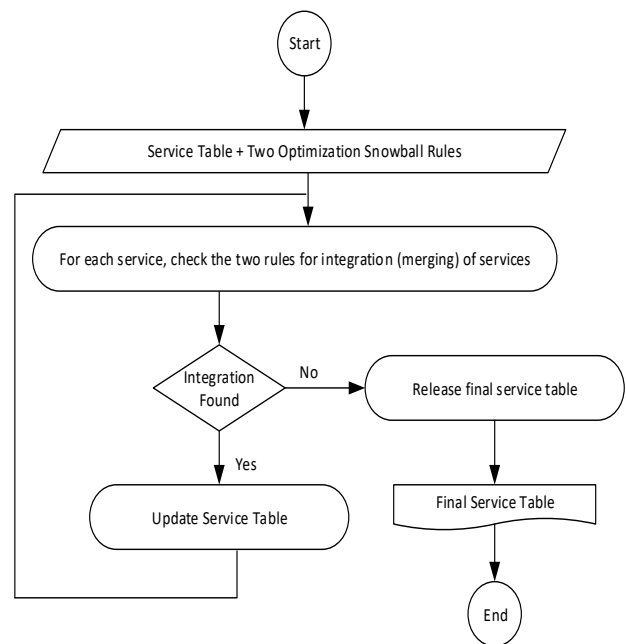 Start
Service Table + Two Optimization Snowball Rules
For each service, check the two rules for integration (merging) of services
Integration
Found
No
Release final service table
Yes
Update Service Table
Final Service Table
End